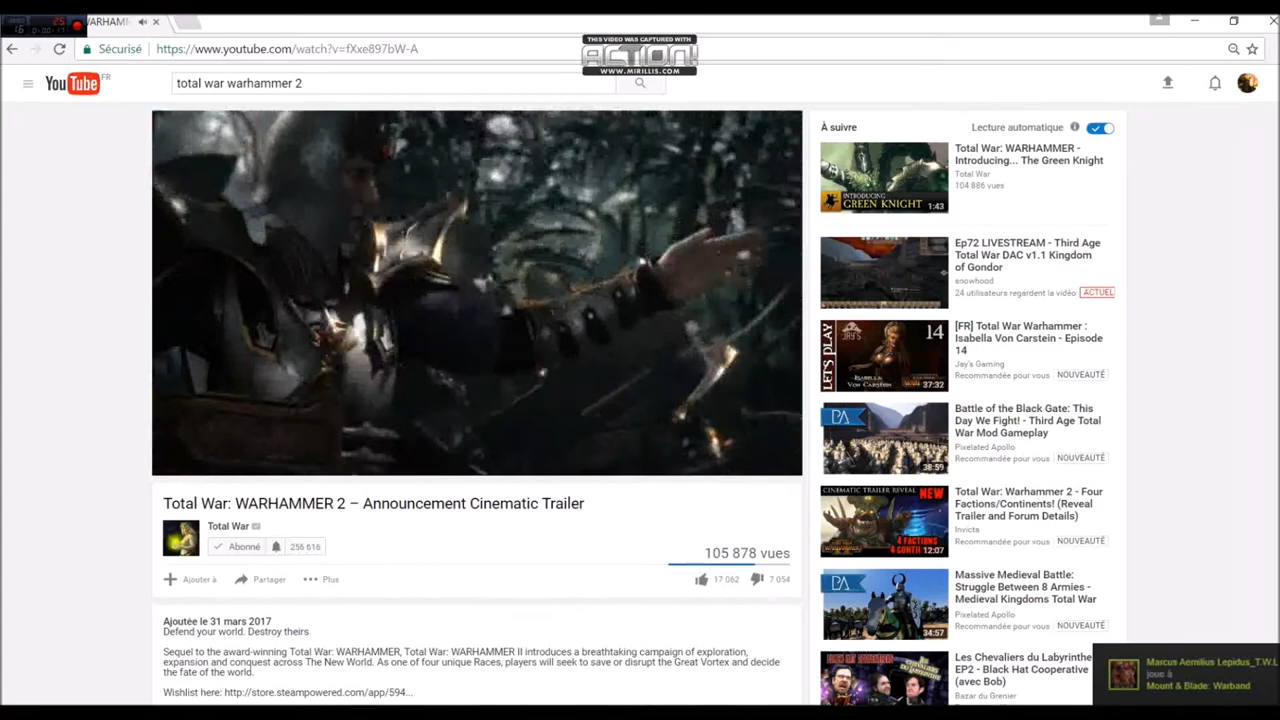 25
16
WARHAMM
THIS VIDEO WAS CAPTURED WITH
ACTION!
WWW.MIRILLIS.COM
Sécurisé
https://www.youtube.com/watch?v=fXxe897bW-A
YouTube FR
total war warhammer 2
À suivre
Lecture automatique
Total War: WARHAMMER -
Introducing... The Green Knight
Total War
104 886 vues
INTRODUCING
GREEN KNIGHT
1:43
Ep72 LIVESTREAM - Third Age
Total War DAC v1.1 Kingdom
of Gondor
snowhood
24 utilisateurs regardent la vidéo ACTUEL
LET'S PLAY
JAY'S
14
ISABELLA
VON CARSTEIN
37:32
[FR] Total War Warhammer :
Isabella Von Carstein - Episode
14
Jay's Gaming
Recommandée pour vous NOUVEAUTÉ
PA
38:59
Battle of the Black Gate: This
Day We Fight! - Third Age Total
War Mod Gameplay
Pixelated Apollo
Recommandée pour vous NOUVEAUTÉ
CINEMATIC TRAILER REVEAL NEW
4 FACTIONS
4 CONTI
12:07
Total War: Warhammer 2 - Four
Factions/Continents! (Reveal
Trailer and Forum Details)
Invicta
Recommandée pour vous NOUVEAUTÉ
PA
34:57
Massive Medieval Battle:
Struggle Between 8 Armies -
Medieval Kingdoms Total War
Pixelated Apollo
Recommandée pour vous NOUVEAUTÉ
Les Chevaliers du Labyrinthe
EP2 - Black Hat Cooperative
(avec Bob)
Bazar du Grenier
Total War: WARHAMMER 2 – Announcement Cinematic Trailer
Total War
Abonné
256 616
105 878 vues
Ajouter à
Partager
Plus
17 062
7 054
Ajoutée le 31 mars 2017
Defend your world. Destroy theirs
Sequel to the award-winning Total War: WARHAMMER, Total War: WARHAMMER II introduces a breathtaking campaign of exploration,
expansion and conquest across The New World. As one of four unique Races, players will seek to save or disrupt the Great Vortex and decide
the fate of the world.
Wishlist here: http://store.steampowered.com/app/594...
Marcus Aemilius Lepidus_T.W.L
joue à
Mount & Blade: Warband